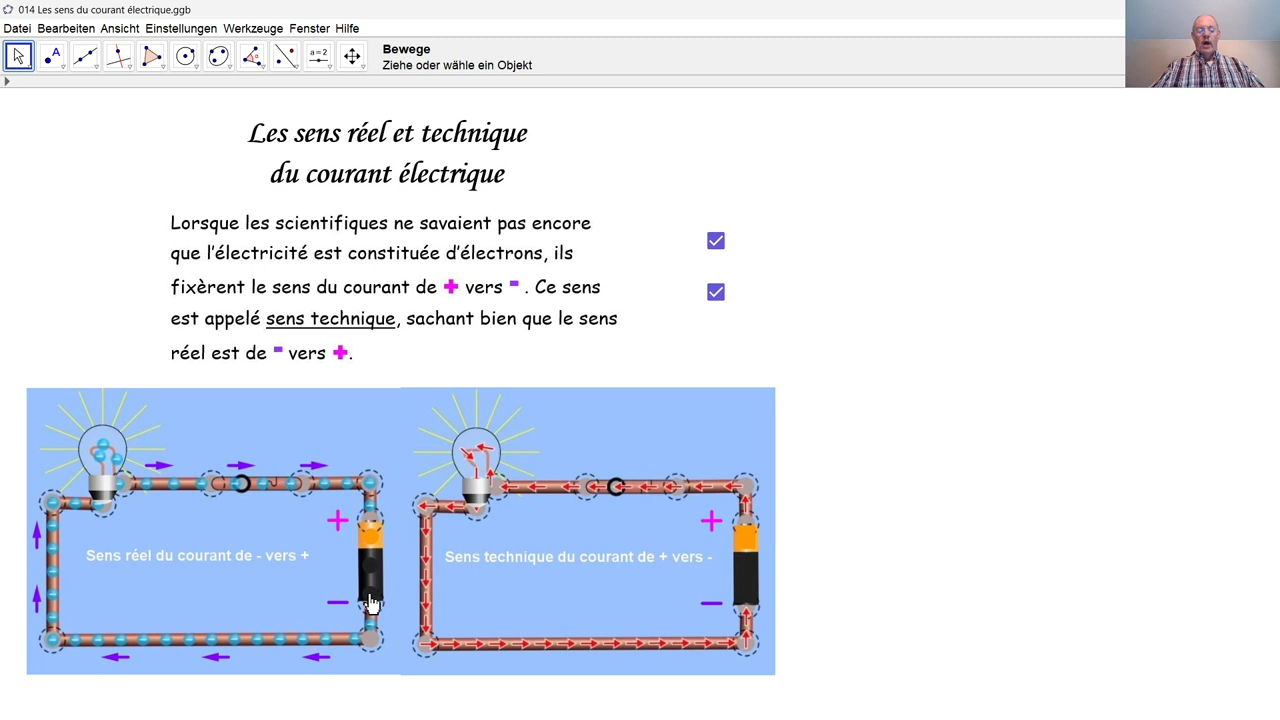 014 Les sens du courant électrique.ggb
Datei Bearbeiten Ansicht Einstellungen Werkzeuge Fenster Hilfe
A
a=2
Bewege
Ziehe oder wähle ein Objekt
Les sens réel et technique
du courant électrique
Lorsque les scientifiques ne savaient pas encore
que l'électricité est constituée d'électrons, ils
fixèrent le sens du courant de + vers - . Ce sens
est appelé sens technique, sachant bien que le sens
réel est de - vers +.
+
Sens réel du courant de - vers +
-
+
Sens technique du courant de + vers -
-